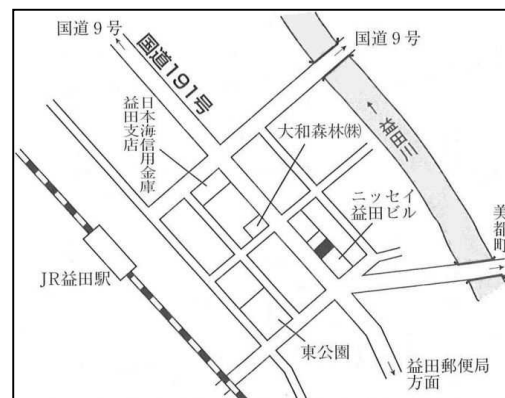 国道９号
国道９号
国道191号
日本海信用金庫
益田支店
大和森林㈱
益田川
ニッセイ
益田ビル
美都町
JR益田駅
東公園
益田郵便局
方面